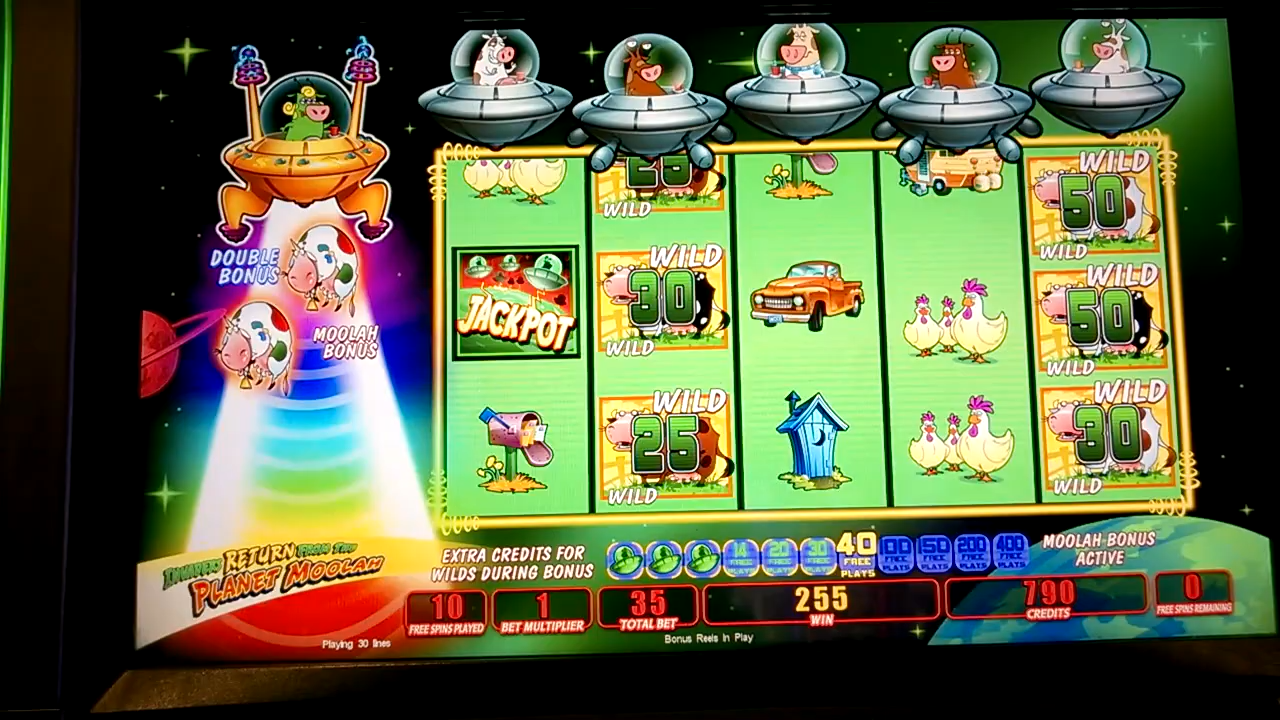 DOUBLE
BONUS
MOOLAH
BONUS
25
WILD
WILD
50
WILD
JACKPOT
WILD
30
WILD
WILD
50
WILD
WILD
25
WILD
WILD
30
WILD
INVADERS RETURN FROM THE
PLANET MOOLAH
EXTRA CREDITS FOR
WILDS DURING BONUS
14 FREE PLAYS
20 FREE PLAYS
30 FREE PLAYS
40 FREE PLAYS
100 FREE PLAYS
150 FREE PLAYS
200 FREE PLAYS
400 FREE PLAYS
MOOLAH BONUS
ACTIVE
10
FREE SPINS PLAYED
1
BET MULTIPLIER
35
TOTAL BET
255
WIN
790
CREDITS
0
FREE SPINS REMAINING
Playing 30 lines
Bonus Reels In Play